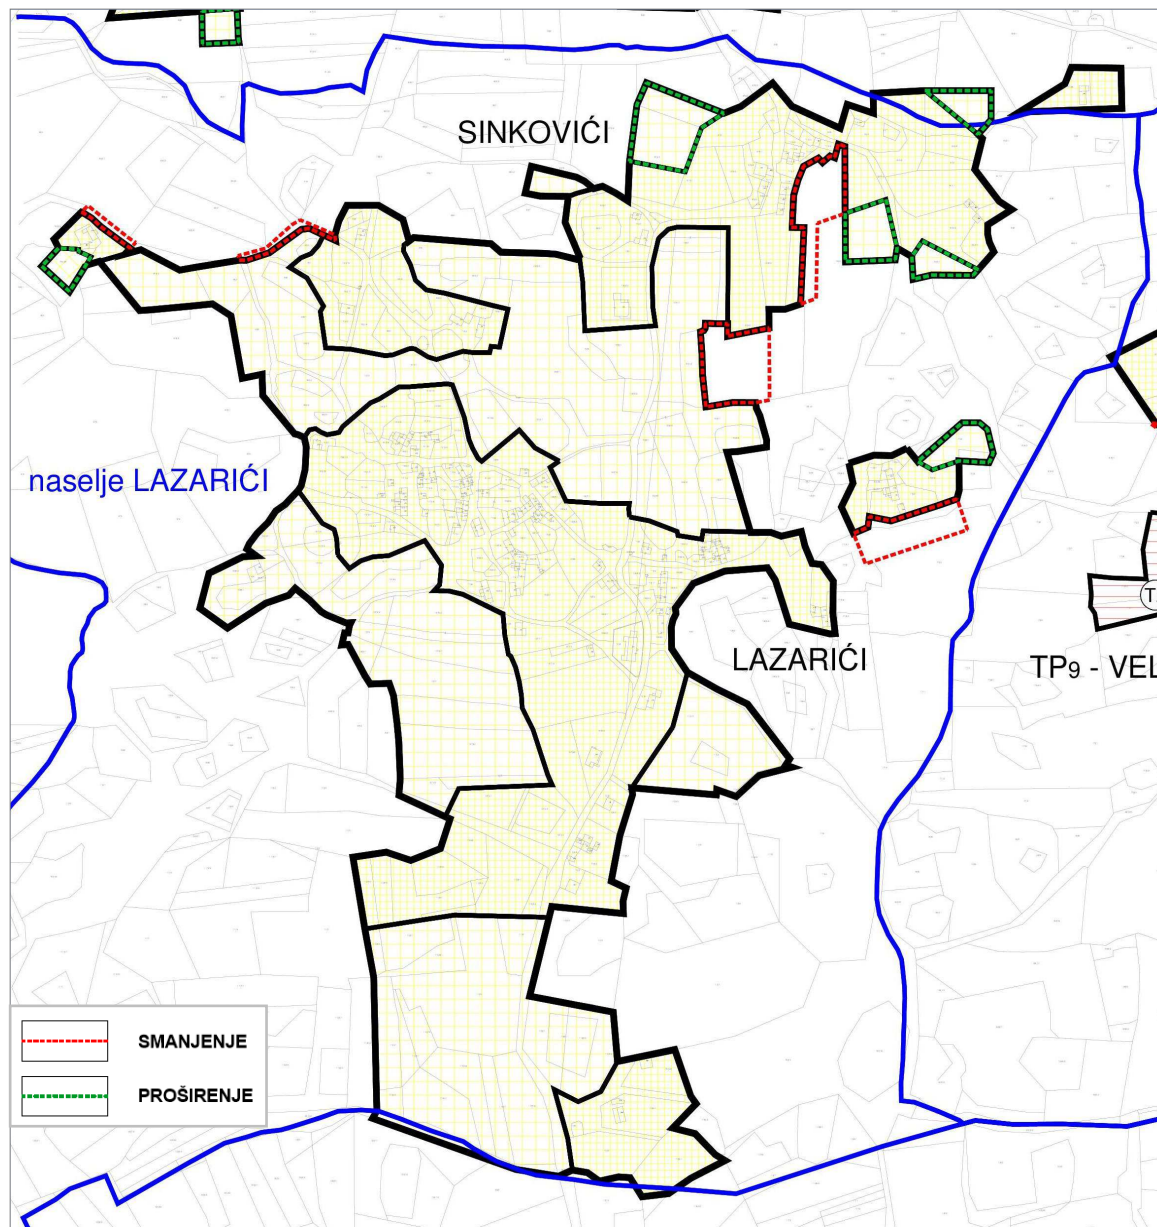 SINKOVIĆI
naselje LAZARIĆI
T
LAZARIĆI
TP9 - VEL
SMANJENJE
PROŠIRENJE